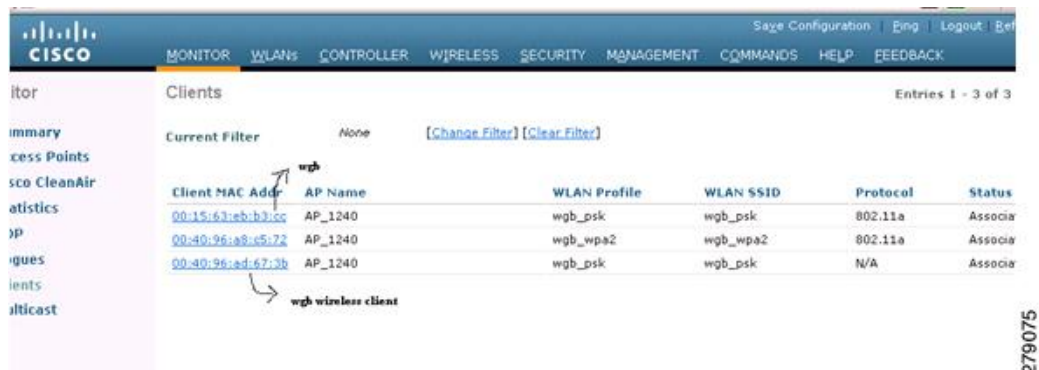 Save Configuration | Ping | Logout | Ref
CISCO
MONITOR WLANs CONTROLLER WIRELESS SECURITY MANAGEMENT COMMANDS HELP FEEDBACK
itor
Clients
Entries 1 - 3 of 3
mmary
cess Points
sco CleanAir
atistics
P
gues
ients
ulticast
Current Filter None [Change Filter] [Clear Filter]
wgb
Client MAC Addr AP Name WLAN Profile WLAN SSID Protocol Status
00:15:63:eb:b3:cc AP_1240 wgb_psk wgb_psk 802.11a Associa
00:40:96:a8:c5:72 AP_1240 wgb_wpa2 wgb_wpa2 802.11a Associa
00:40:96:ad:67:3b AP_1240 wgb_psk wgb_psk N/A Associa
wgb wireless client
279075